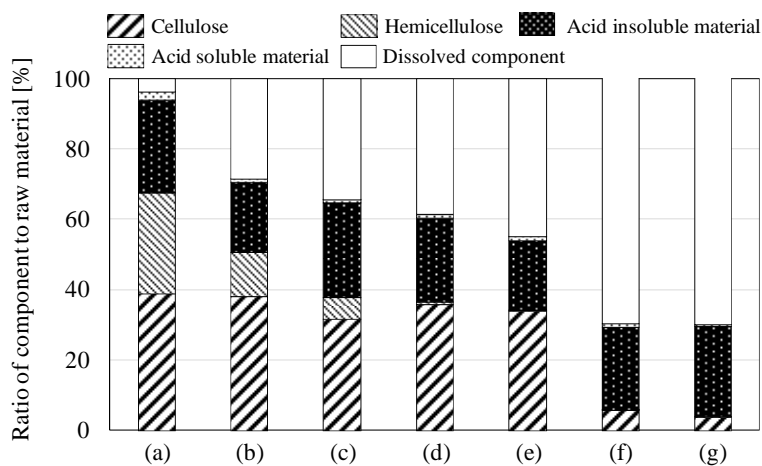 Cellulose Hemicellulose Acid insoluble material
Acid soluble material Dissolved component
Ratio of component to raw material [%]
100
80
60
40
20
0
(a) (b) (c) (d) (e) (f) (g)